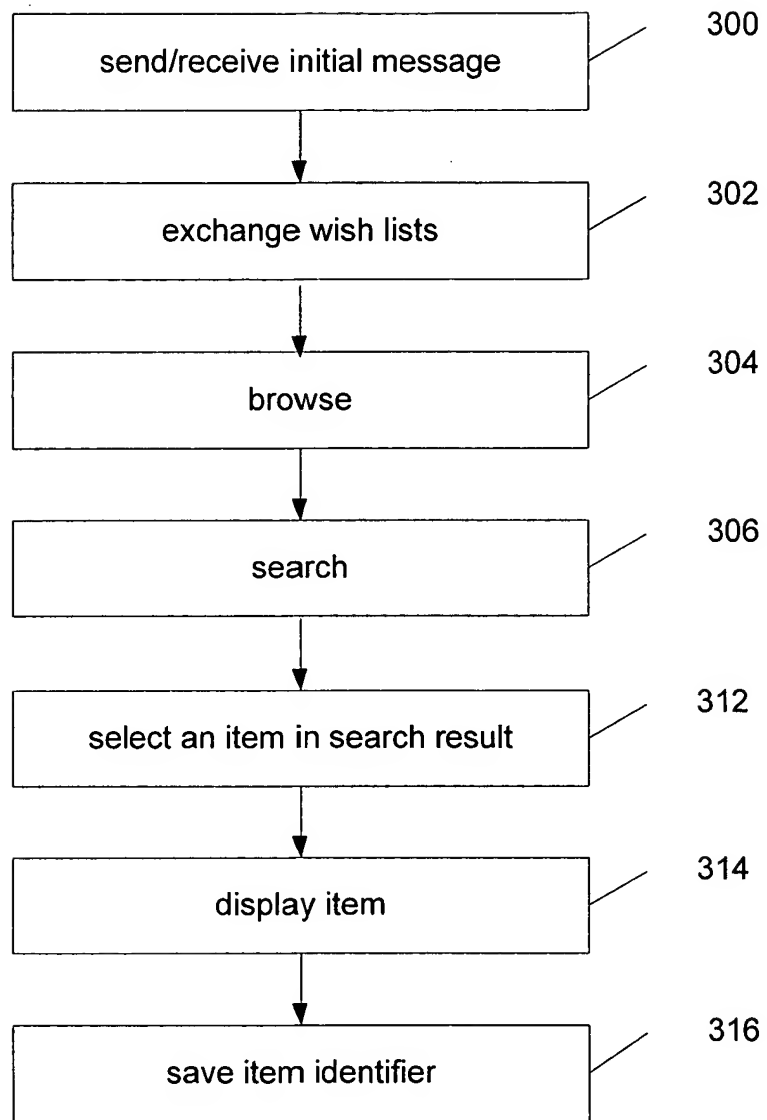 300
send/receive initial message
302
exchange wish lists
304
browse
306
search
312
select an item in search result
314
display item
316
save item identifier